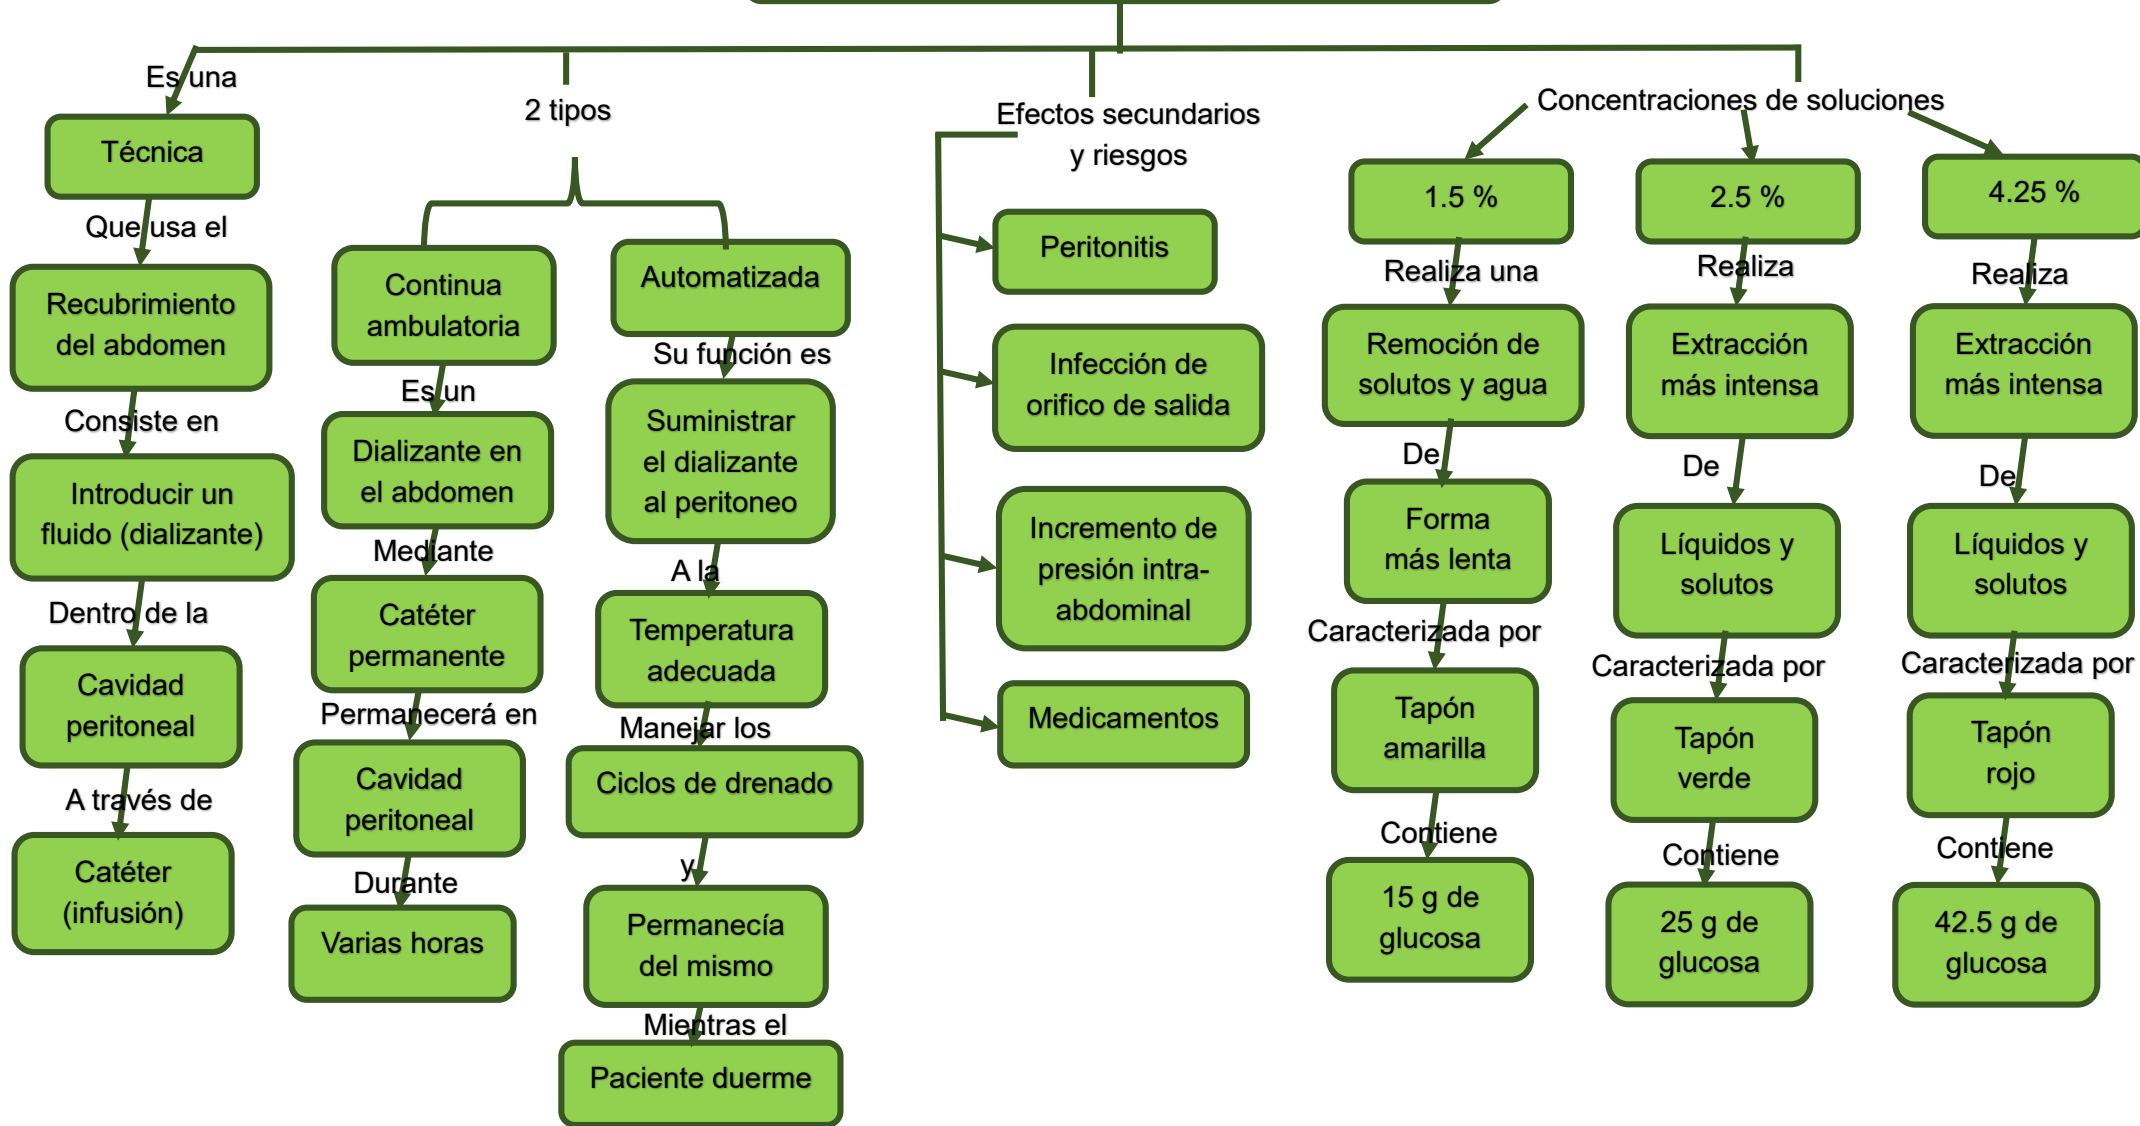 Es una
Técnica
Que usa el
Recubrimiento
del abdomen
Consiste en
Introducir un
fluido (dializante)
Dentro de la
Cavidad
peritoneal
A través de
Catéter
(infusión)
2 tipos
Continua
ambulatoria
Es un
Dializante en
el abdomen
Mediante
Catéter
permanente
Permanecerá en
Cavidad
peritoneal
Durante
Varias horas
Automatizada
Su función es
Suministrar
el dializante
al peritoneo
A la
Temperatura
adecuada
Manejar los
Ciclos de drenado
y
Permanecía
del mismo
Mientras el
Paciente duerme
Efectos secundarios
y riesgos
Peritonitis
Infección de
orifico de salida
Incremento de
presión intra-
abdominal
Medicamentos
Concentraciones de soluciones
1.5 %
Realiza una
Remoción de
solutos y agua
De
Forma
más lenta
Caracterizada por
Tapón
amarilla
Contiene
15 g de
glucosa
2.5 %
Realiza
Extracción
más intensa
De
Líquidos y
solutos
Caracterizada por
Tapón
verde
Contiene
25 g de
glucosa
4.25 %
Realiza
Extracción
más intensa
De
Líquidos y
solutos
Caracterizada por
Tapón
rojo
Contiene
42.5 g de
glucosa